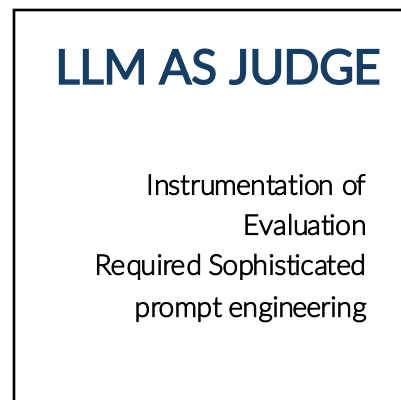 LLM AS JUDGE
Instrumentation of
Evaluation
Required Sophisticated
prompt engineering